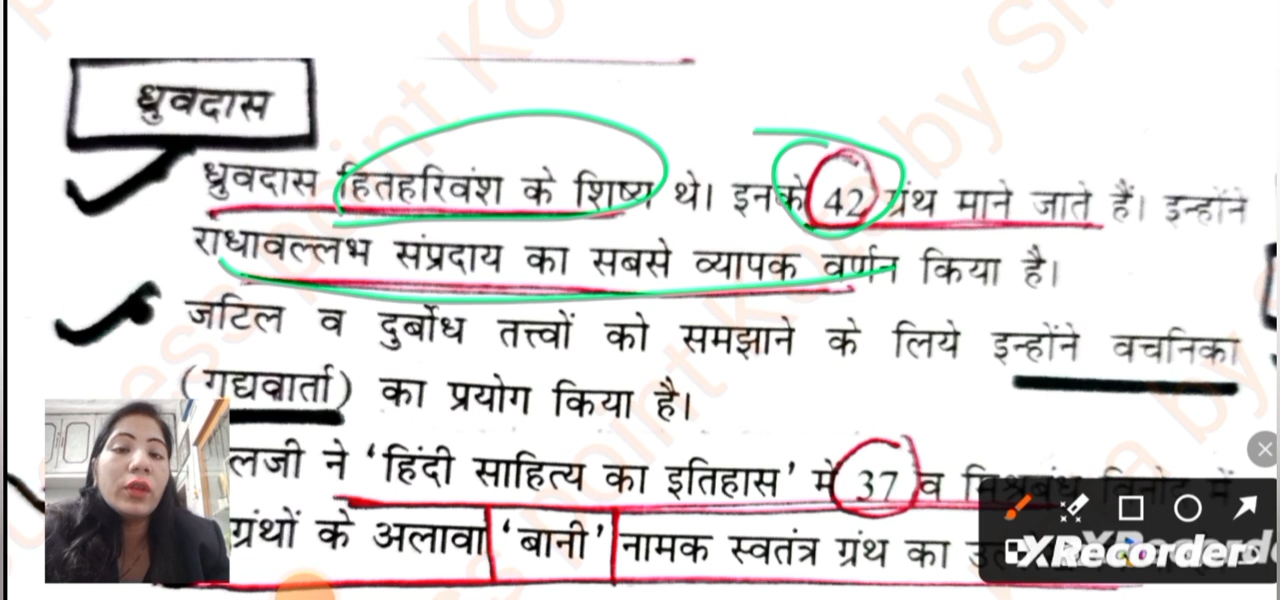 ध्रुवदास
ध्रुवदास हितहरिवंश के शिष्य थे। इनके 42 ग्रंथ माने जाते हैं। इन्होंने
राधावल्लभ संप्रदाय का सबसे व्यापक वर्णन किया है।
जटिल व दुर्बोध तत्त्वों को समझाने के लिये इन्होंने वचनिका
(गद्यवार्ता) का प्रयोग किया है।
लजी ने ‘हिंदी साहित्य का इतिहास’ में 37 व मिश्रबंधु विनोद में
ग्रंथों के अलावा ‘बानी’ नामक स्वतंत्र ग्रंथ का
XRecorder